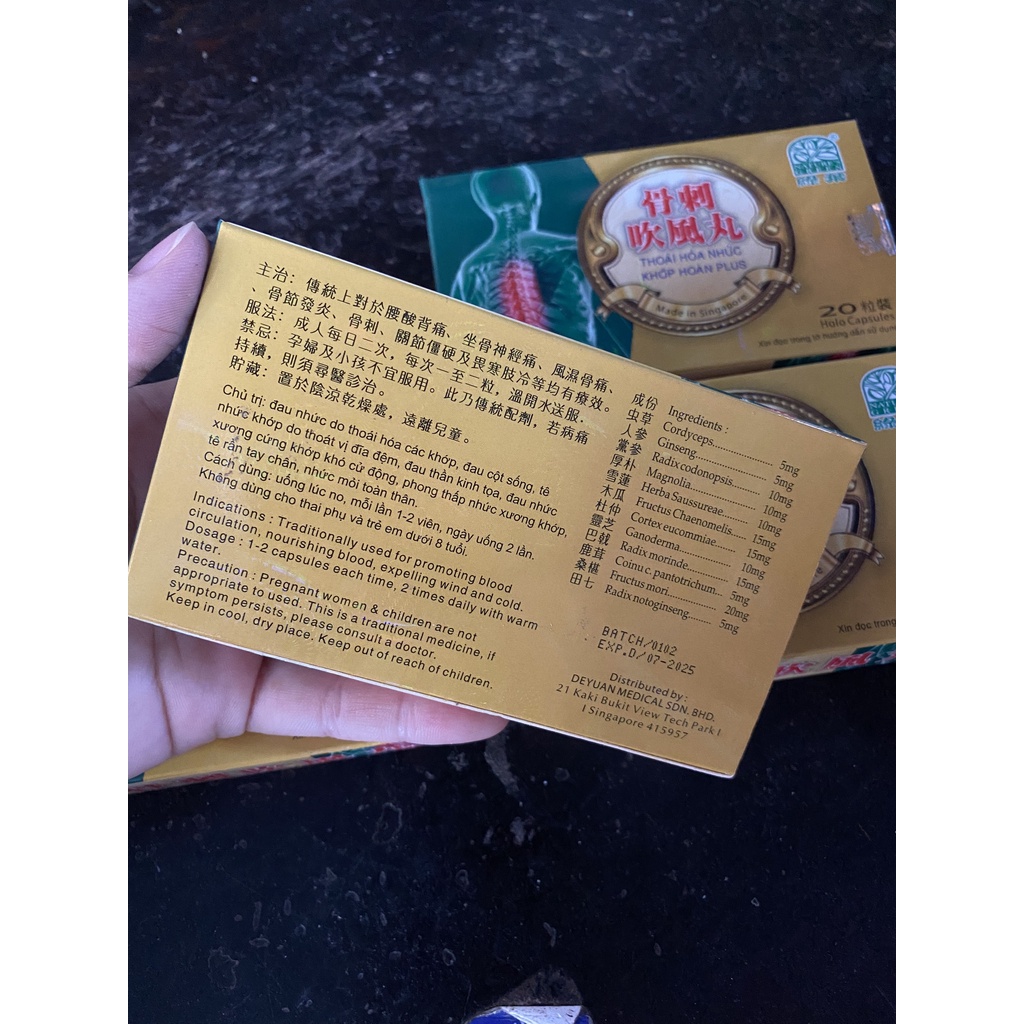 主治：傳統上對於腰酸背痛、坐骨神經痛、風濕骨痛、
、骨節發炎、骨刺、關節僵硬及畏寒肢冷等均有療效。
服法：成人每日二次，每次一至二粒，溫開水送服.
禁忌：孕婦及小孩不宜服用。此乃傳統配劑，若病痛
持續，則須尋醫診治。
貯藏：置於陰涼乾燥處，遠離兒童。
Chủ trị: đau nhức do thoái hóa các khớp, đau cột sống, tê
nhức khớp do thoát vị đĩa đệm, đau thần kinh tọa, đau nhức
xương cứng khớp khó cử động, phong thấp nhức xương khớp,
tê rần tay chân, nhức mỏi toàn thân.
Cách dùng: uống lúc no, mỗi lần 1-2 viên, ngày uống 2 lần.
Không dùng cho thai phụ và trẻ em dưới 8 tuổi.
Indications : Traditionally used for promoting blood
circulation, nourishing blood, expelling wind and cold.
Dosage : 1-2 capsules each time, 2 times daily with warm
water.
Precaution : Pregnant women & children are not
appropriate to used. This is a traditional medicine, if
symptom persists, please consult a doctor.
Keep in cool, dry place. Keep out of reach of children.
成份 Ingredients :
虫草 Cordyceps............... 5mg
人參 Ginseng............... 5mg
黨參 Radix codonopsis....... 10mg
厚朴 Magnolia............... 10mg
雪蓮 Herba Saussureae....... 10mg
木瓜 Fructus Chaenomelis.... 15mg
杜仲 Cortex eucommiae....... 15mg
靈芝 Ganoderma.............. 10mg
巴戟 Radix morinde.......... 15mg
鹿茸 Coinu c. pantotrichum... 5mg
桑椹 Fructus mori........... 20mg
田七 Radix notoginseng...... 5mg
BATCH/0102
EXP.D/07-2025
Distributed by :
DEYUAN MEDICAL SDN. BHD.
21 Kaki Bukit View Tech Park I
I Singapore 415957
骨刺
吹風丸
THOÁI HÓA NHỨC
KHỚP HOÀN PLUS
Made in Singapore
20 粒裝
Halo Capsules
Xin đọc trong tờ hướng dẫn sử dụng
Xin đọc trong